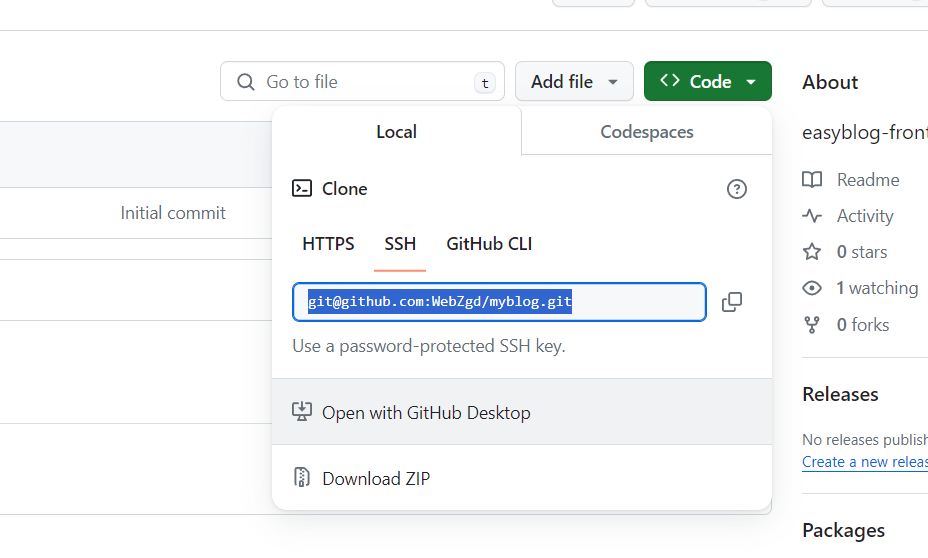 Go to file
t
Add file
Code
About
Local
Codespaces
easyblog-front
Clone
Readme
Initial commit
Activity
HTTPS
SSH
GitHub CLI
0 stars
1 watching
git@github.com:WebZgd/myblog.git
0 forks
Use a password-protected SSH key.
Releases
Open with GitHub Desktop
No releases publish
Create a new releas
Download ZIP
Packages